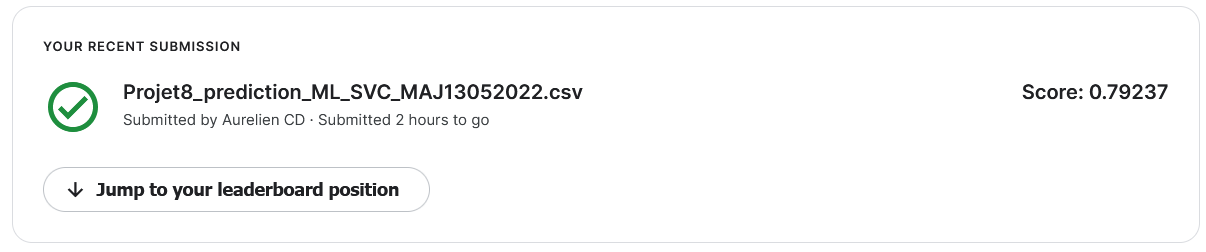 YOUR RECENT SUBMISSION
Projet8_prediction_ML_SVC_MAJ13052022.csv
Score: 0.79237
Submitted by Aurelien CD · Submitted 2 hours to go
Jump to your leaderboard position